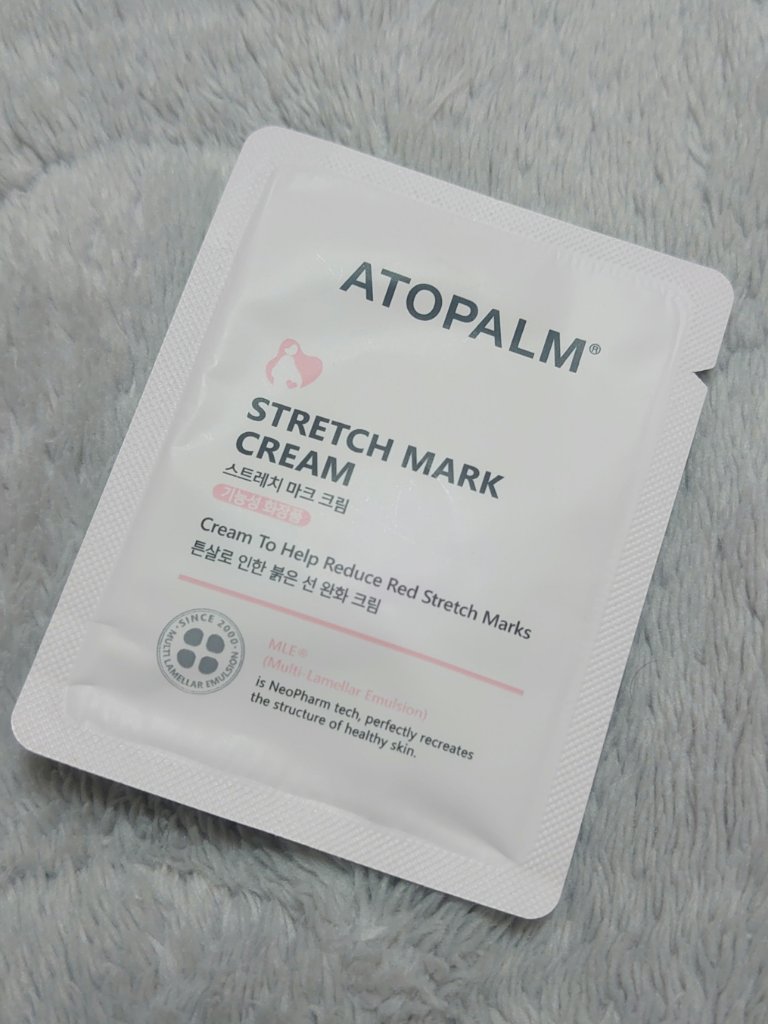 ATOPALM®
STRETCH MARK
CREAM
스트레치 마크 크림
기능성 화장품
Cream To Help Reduce Red Stretch Marks
튼살로 인한 붉은 선 완화 크림
·SINCE 2000·
MULTI LAMELLAR EMULSION
MLE®
(Multi-Lamellar Emulsion)
is NeoPharm tech, perfectly recreates
the structure of healthy skin.